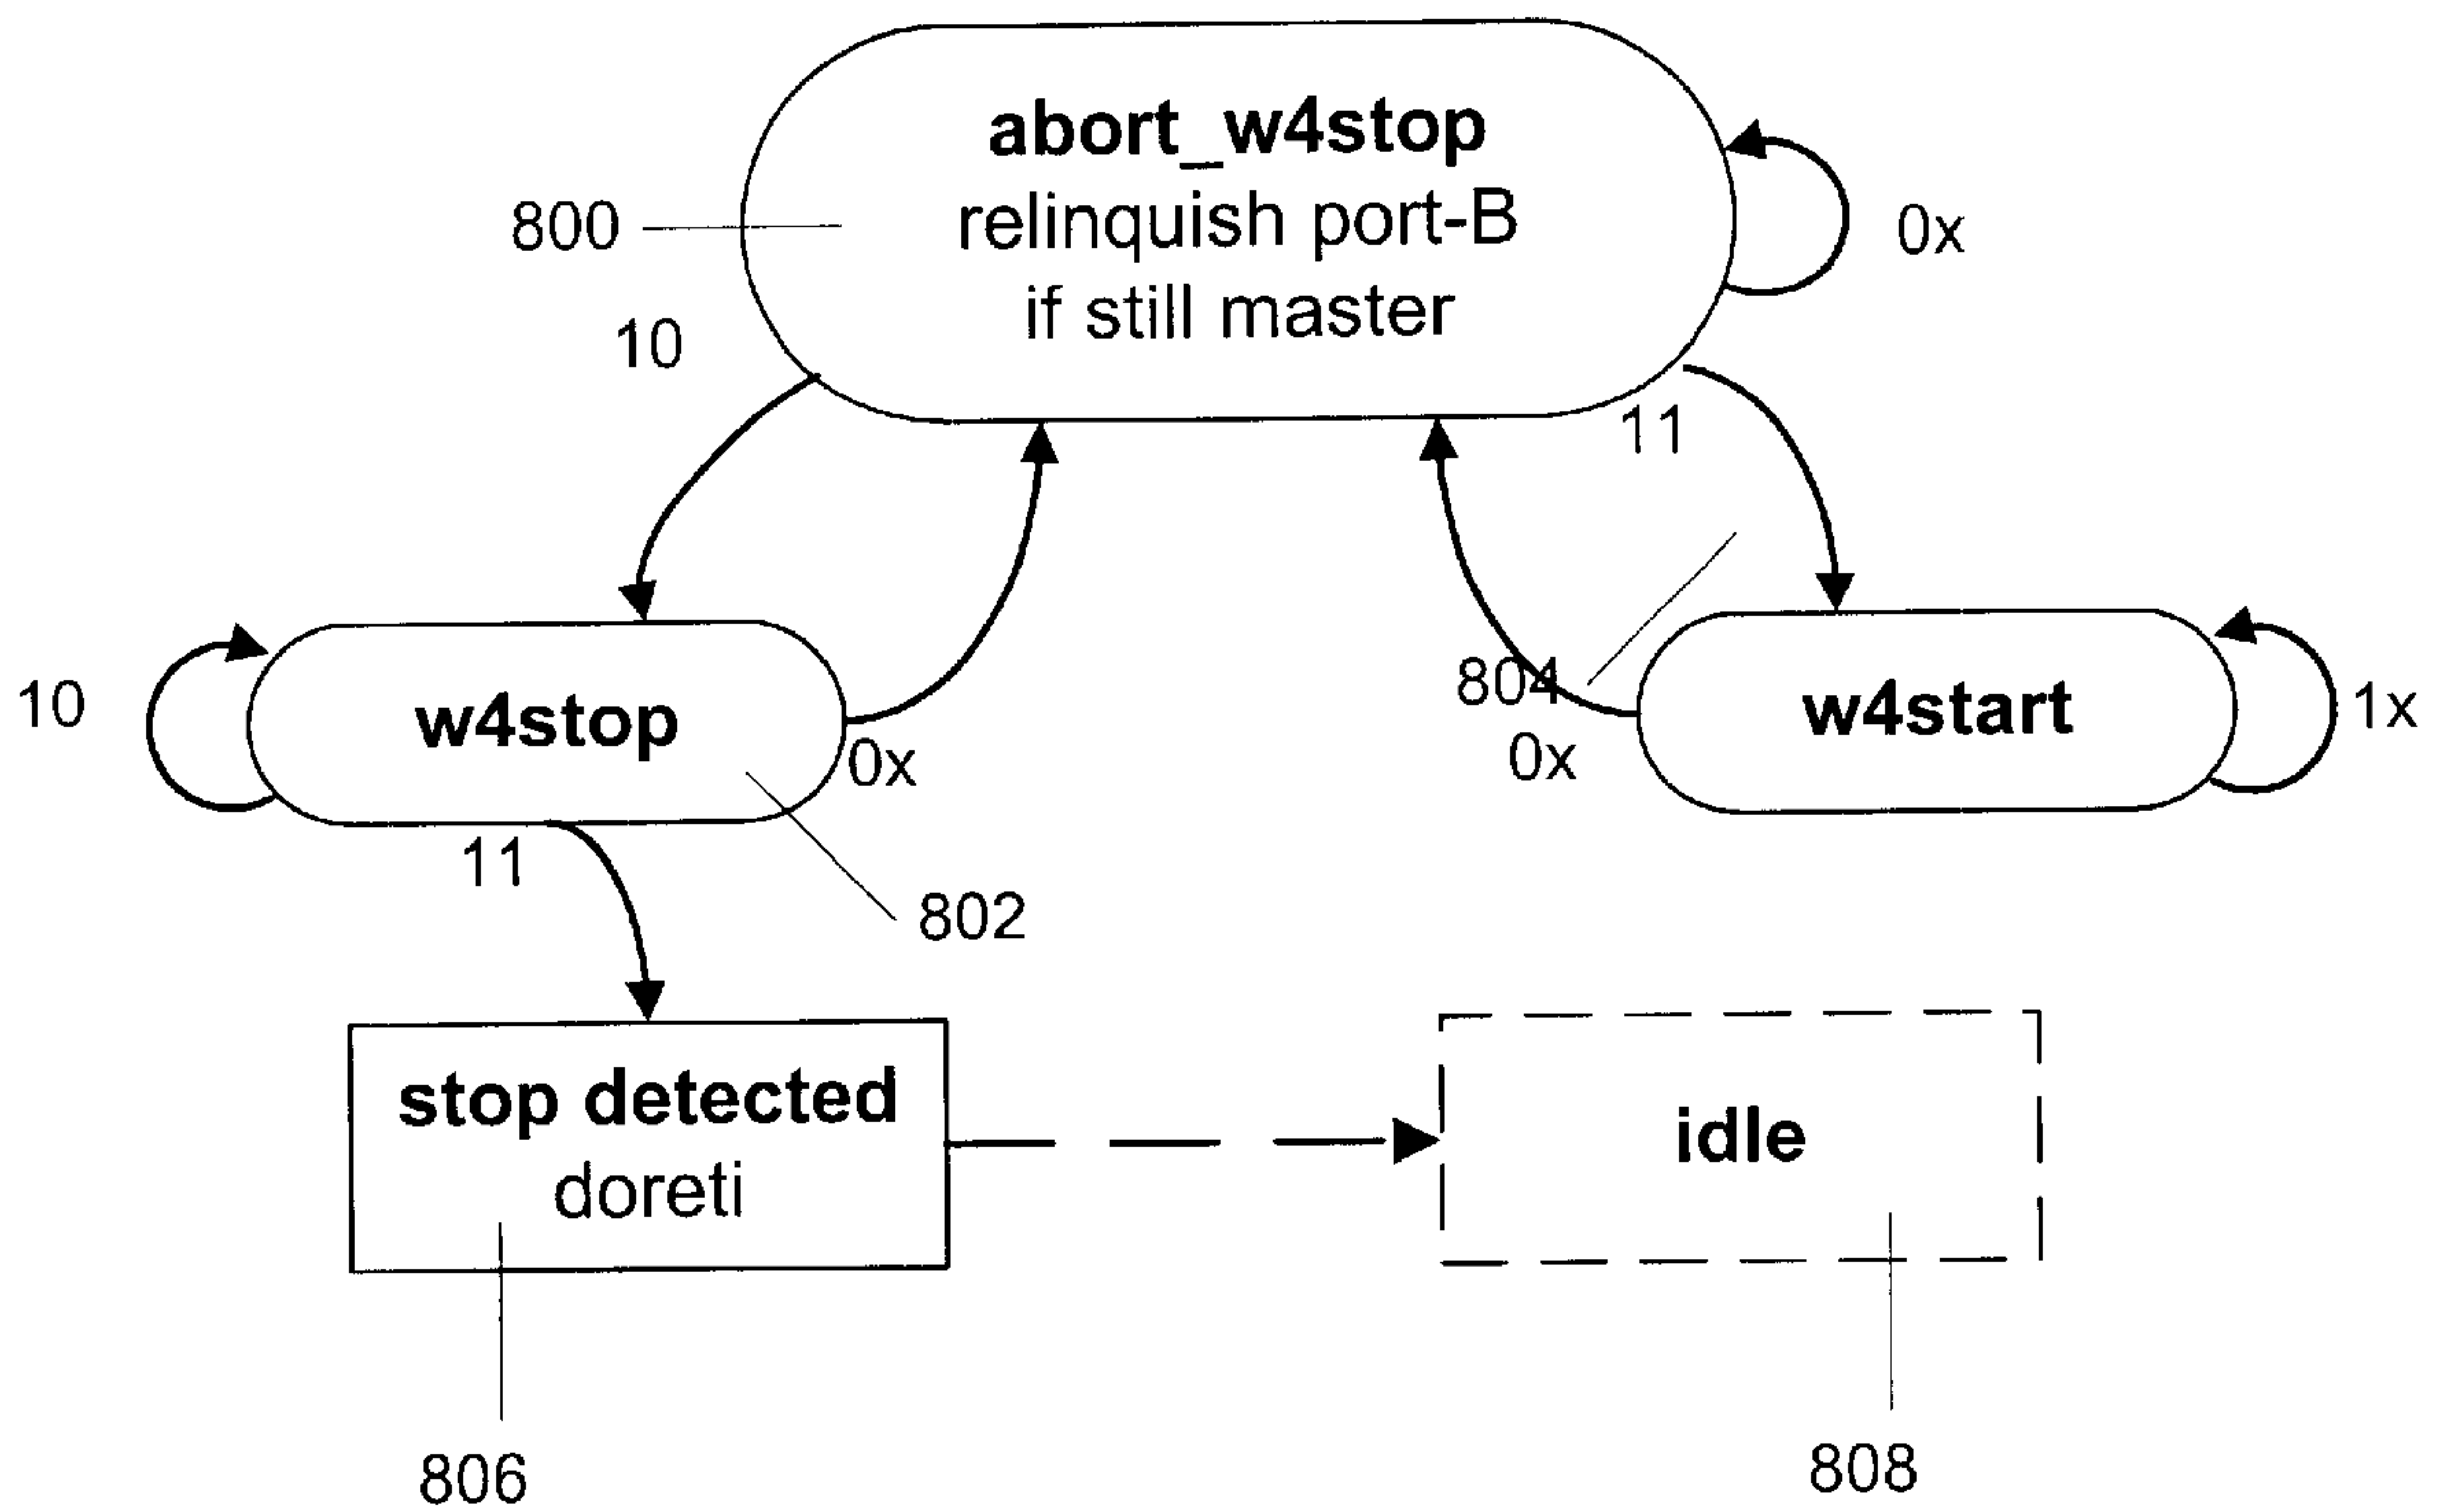 abort_w4stop
relinquish port-B
if still master
800
0x
10
11
10
w4stop
0x
804
0x
w4start
1x
11
802
stop detected
doreti
idle
806
808